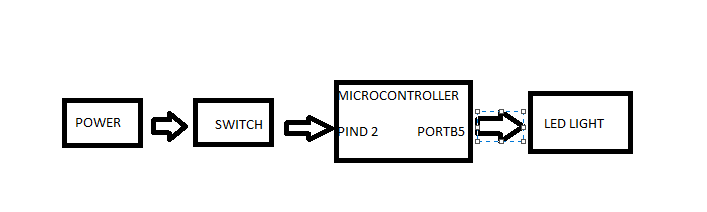 POWER
SWITCH
MICROCONTROLLER
PIND 2
PORTB5
LED LIGHT